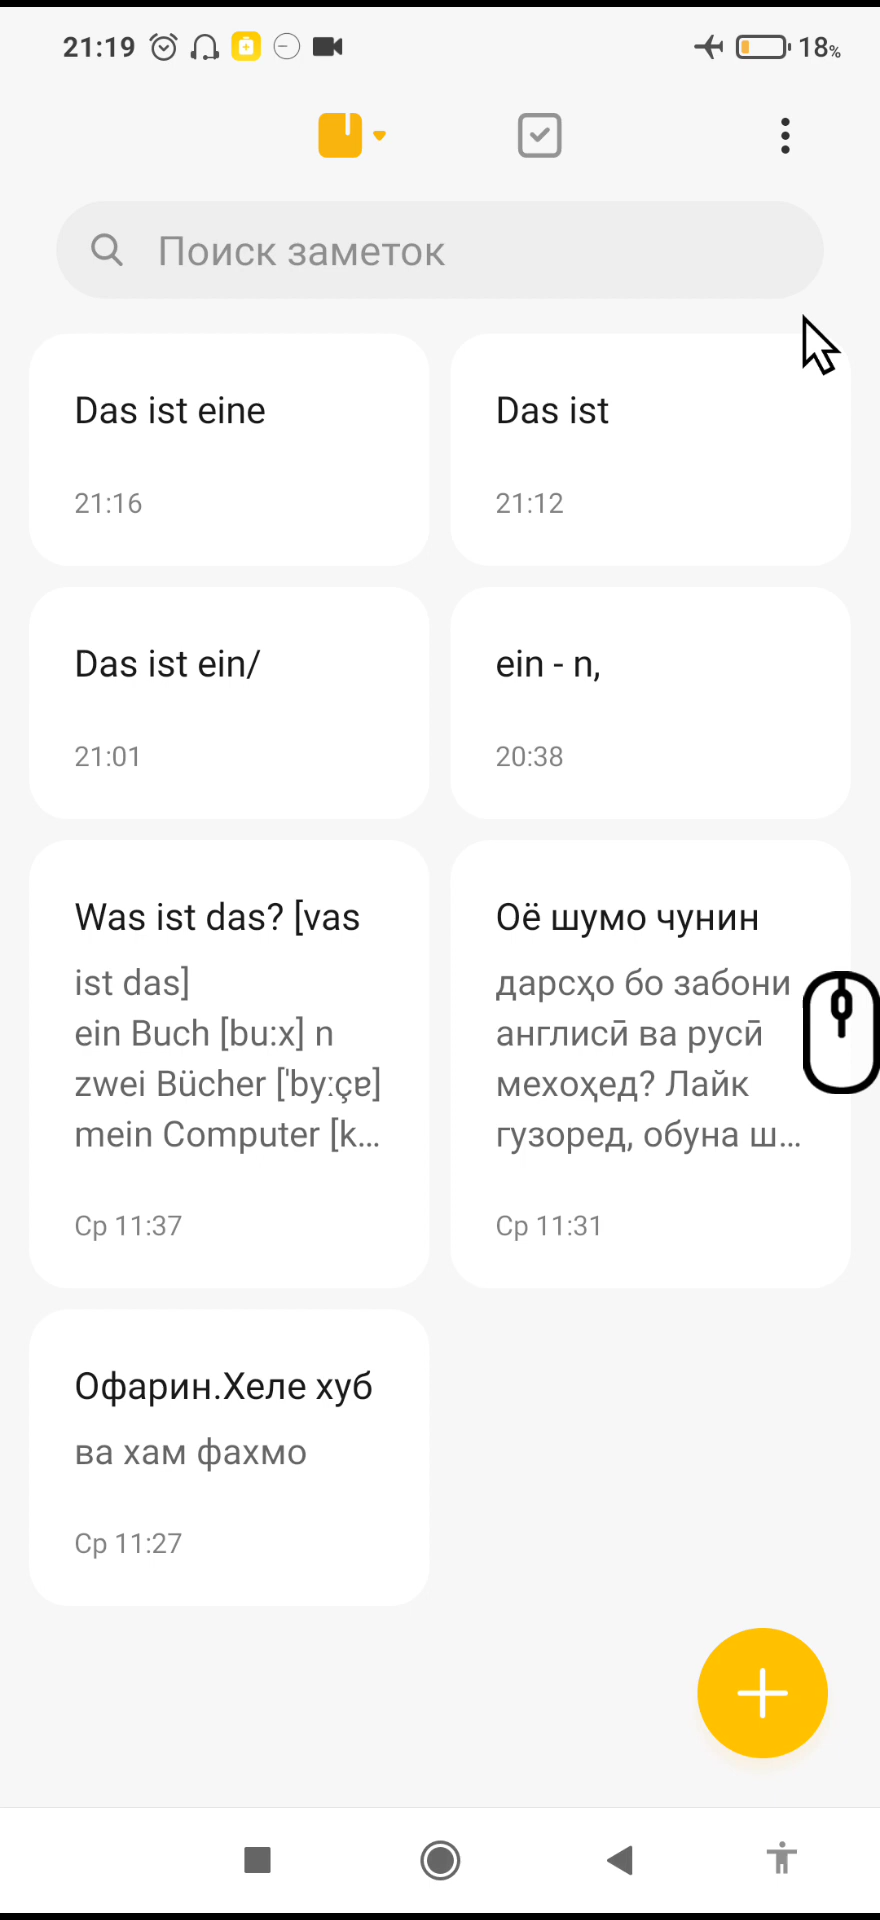 21:19
18%
Поиск заметок
Das ist eine
21:16
Das ist
21:12
Das ist ein/
21:01
ein - n,
20:38
Was ist das? [vas
ist das]
ein Buch [bu:x] n
zwei Bücher ['by:çɐ]
mein Computer [k...
Ср 11:37
Оё шумо чунин
дарсҳо бо забони
англисӣ ва русӣ
мехоҳед? Лайк
гузоред, обуна ш...
Ср 11:31
Офарин.Хеле хуб
ва хам фахмо
Ср 11:27